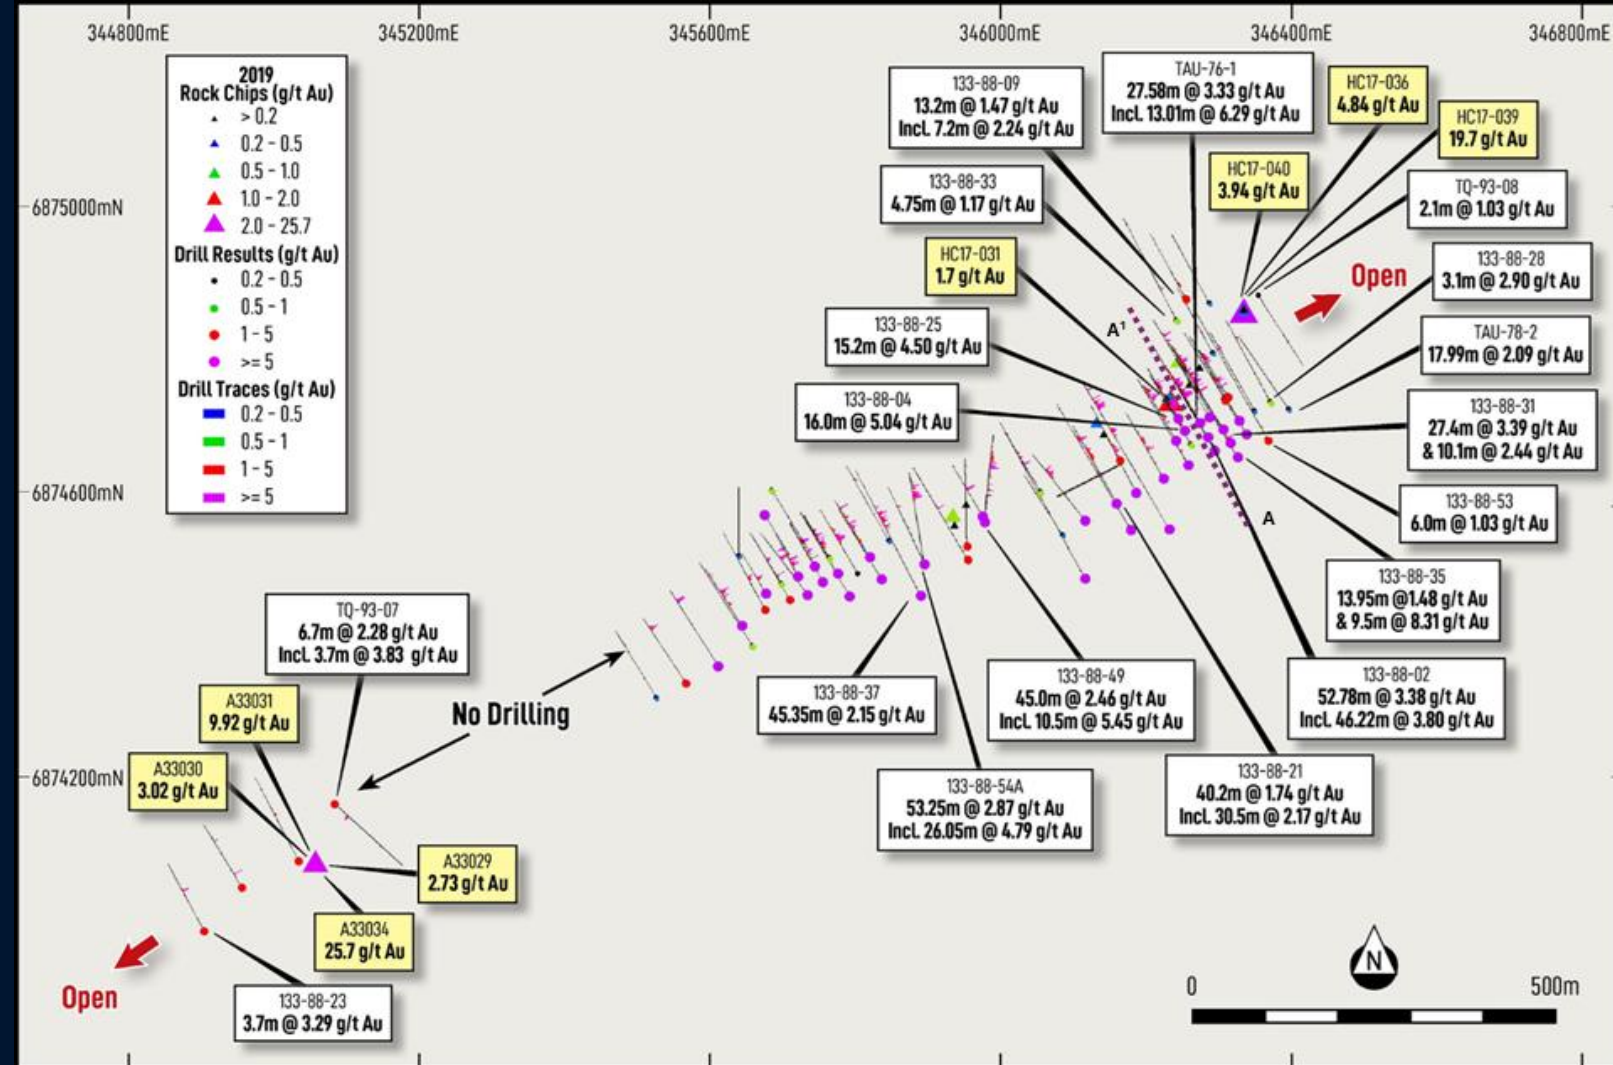 344800mE
345200mE
345600mE
346000mE
346400mE
346800mE
6875000mN
6874600mN
6874200mN
2019
Rock Chips (g/t Au)
> 0.2
0.2 - 0.5
0.5 - 1.0
1.0 - 2.0
2.0 - 25.7
Drill Results (g/t Au)
0.2 - 0.5
0.5 - 1
1 - 5
>= 5
Drill Traces (g/t Au)
0.2 - 0.5
0.5 - 1
1 - 5
>= 5
133-88-09
13.2m @ 1.47 g/t Au
Incl. 7.2m @ 2.24 g/t Au
TAU-76-1
27.58m @ 3.33 g/t Au
Incl. 13.01m @ 6.29 g/t Au
HC17-036
4.84 g/t Au
HC17-039
19.7 g/t Au
HC17-040
3.94 g/t Au
133-88-33
4.75m @ 1.17 g/t Au
TQ-93-08
2.1m @ 1.03 g/t Au
HC17-031
1.7 g/t Au
133-88-28
3.1m @ 2.90 g/t Au
Open
133-88-25
15.2m @ 4.50 g/t Au
A¹
TAU-78-2
17.99m @ 2.09 g/t Au
133-88-04
16.0m @ 5.04 g/t Au
133-88-31
27.4m @ 3.39 g/t Au
& 10.1m @ 2.44 g/t Au
A
133-88-53
6.0m @ 1.03 g/t Au
133-88-35
13.95m @1.48 g/t Au
& 9.5m @ 8.31 g/t Au
TQ-93-07
6.7m @ 2.28 g/t Au
Incl. 3.7m @ 3.83 g/t Au
133-88-37
45.35m @ 2.15 g/t Au
133-88-49
45.0m @ 2.46 g/t Au
Incl. 10.5m @ 5.45 g/t Au
133-88-02
52.78m @ 3.38 g/t Au
Incl. 46.22m @ 3.80 g/t Au
A33031
9.92 g/t Au
No Drilling
A33030
3.02 g/t Au
133-88-54A
53.25m @ 2.87 g/t Au
Incl. 26.05m @ 4.79 g/t Au
133-88-21
40.2m @ 1.74 g/t Au
Incl. 30.5m @ 2.17 g/t Au
A33029
2.73 g/t Au
A33034
25.7 g/t Au
Open
133-88-23
3.7m @ 3.29 g/t Au
N
0
500m